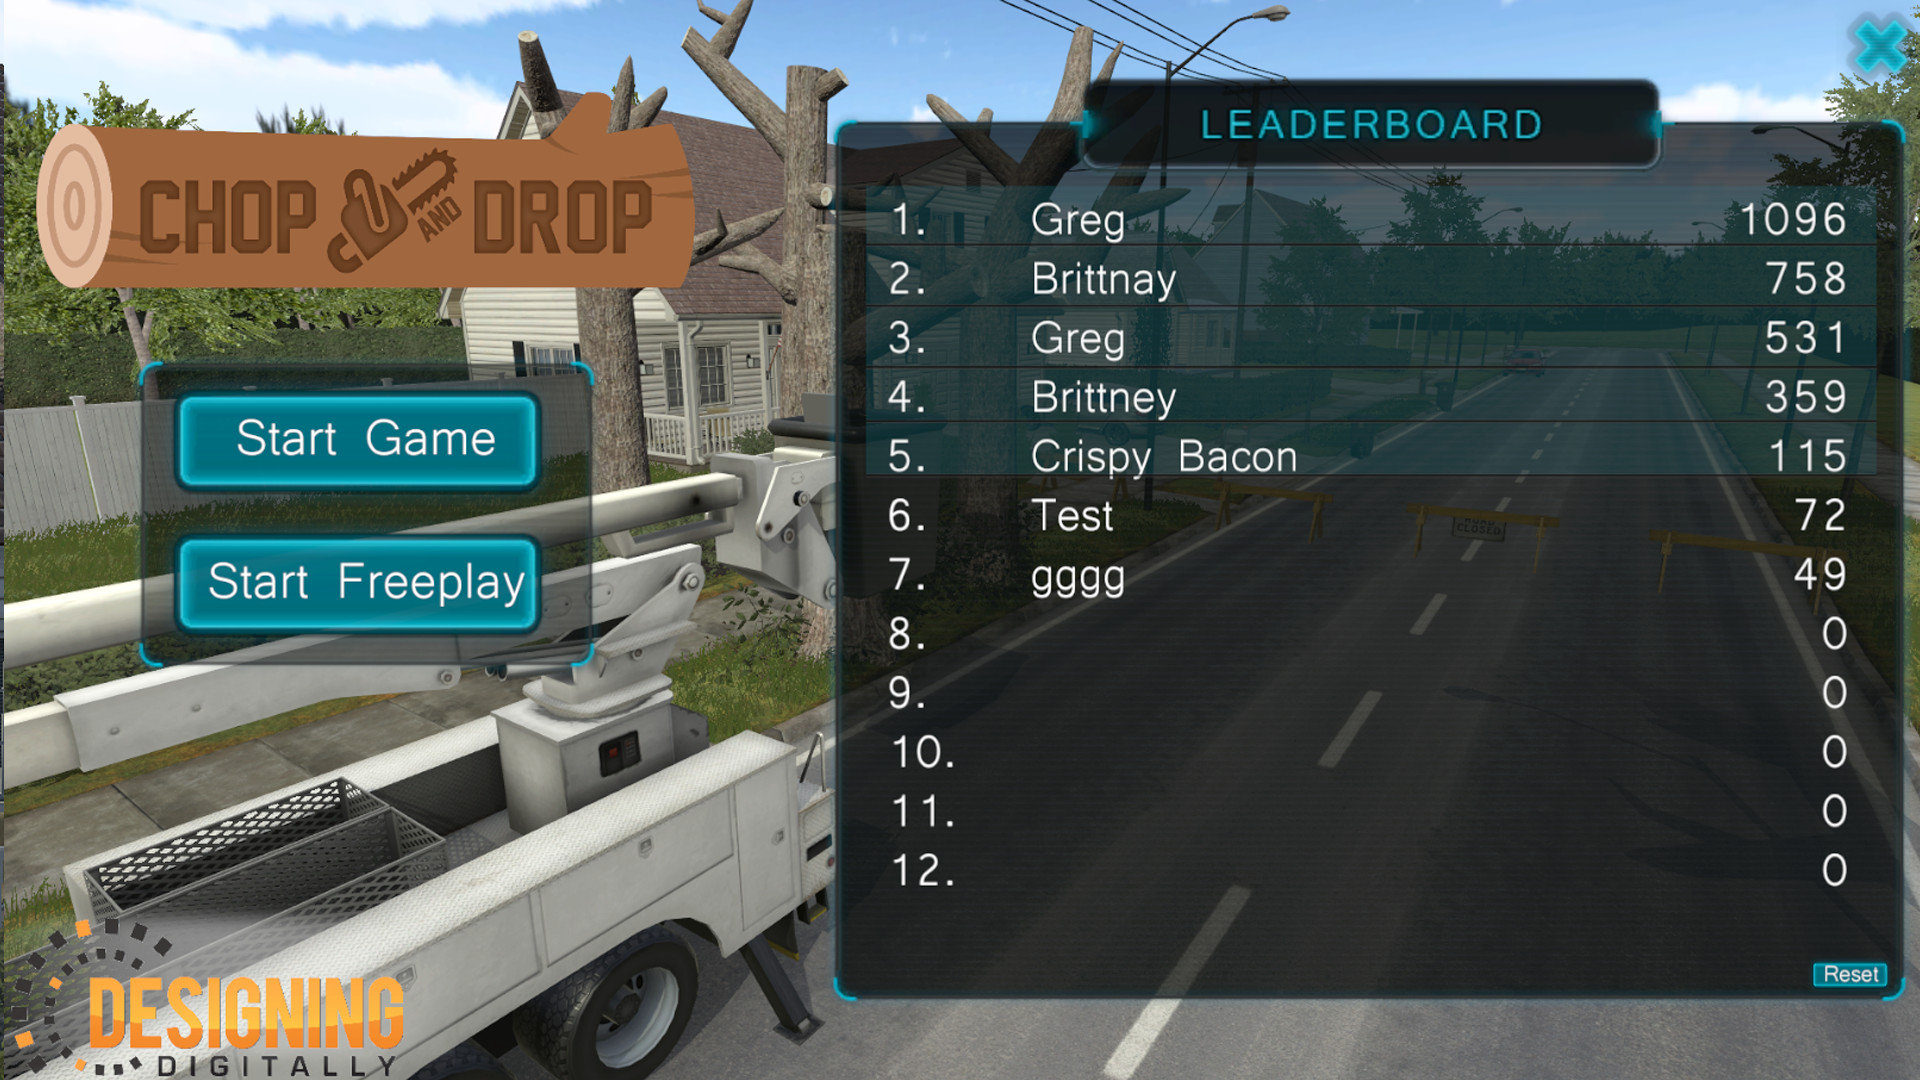 CHOP AND DROP
Start Game
Start Freeplay
LEADERBOARD
1. Greg 1096
2. Brittnay 758
3. Greg 531
4. Brittney 359
5. Crispy Bacon 115
6. Test 72
7. gggg 49
8. 0
9. 0
10. 0
11. 0
12. 0
CLOSED
Reset
DESIGNING
DIGITALLY